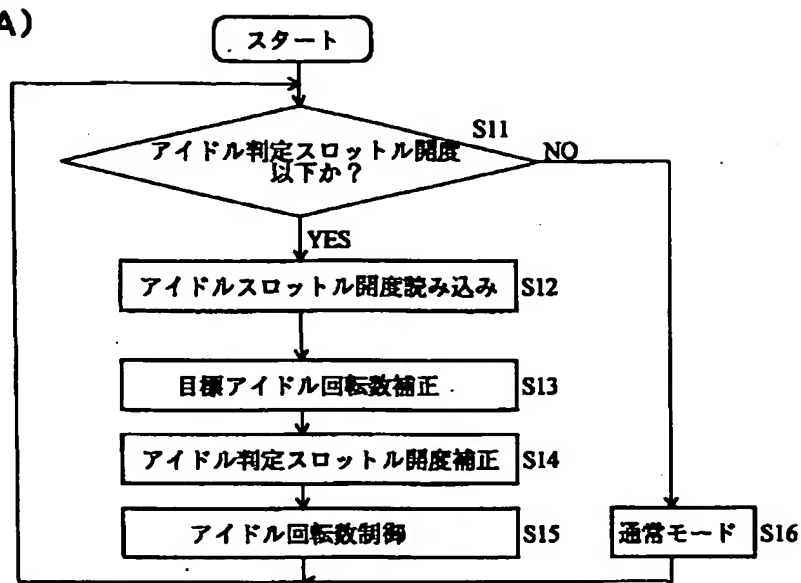 A)
スタート
S11
アイドル判定スロットル開度
以下か？
NO
YES
アイドルスロットル開度読み込み S12
目標アイドル回転数補正 S13
アイドル判定スロットル開度補正 S14
アイドル回転数制御 S15
通常モード S16